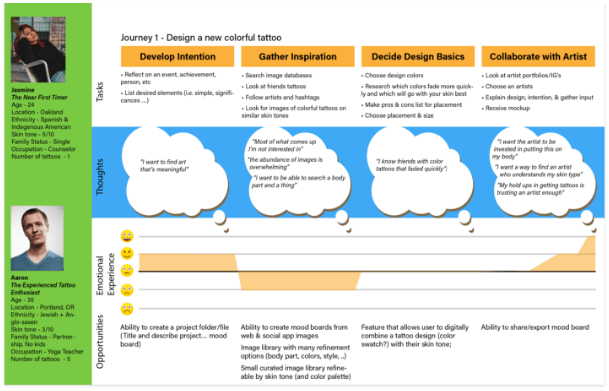 Journey 1 - Design a new colorful tattoo
Jasmine
The Near First Timer
Age - 24
Location - Oakland
Ethnicity - Spanish &
Indegenous American
Skin tone - 5/10
Family Status - Single
Occupation - Counselor
Number of tattoos - 1
Aaron
The Experienced Tattoo
Enthusiast
Age - 35
Location - Portland, OR
Ethnicity - Jewish + An-
glo-saxen
Skin tone - 3/10
Family Status - Partner-
ship. No kids
Occupation - Yoga Teacher
Number of tattoos - 5
Develop Intention
Gather Inspiration
Decide Design Basics
Collaborate with Artist
Tasks
• Reflect on an event, achievement,
person, etc
• List desired elements (i.e. simple, signifi-
cances ...)
• Search image databases
• Look at friends tattoos
• Follow artists and hashtags
• Look for images of colorful tattoos on
similar skin tones
• Choose design colors
• Research which colors fade more quick-
ly and which will go with your skin best
• Make pros & cons list for placement
• Choose placement & size
• Look at artist portfolios/IG's
• Choose an artists
• Explain design, intention, & gather input
• Receive mockup
Thoughts
"I want to find art
that's meaningful"
"Most of what comes up
I'm not interested in"
"the abundance of images is
overwhelming"
"I want to be able to search a body
part and a thing"
"I know friends with color
tattoos that faded quickly";
"I want the artist to be
invested in putting this on
my body"
"I want a way to find an artist
who understands my skin type"
"My hold ups in getting tattoos is
trusting an artist enough"
Emotional
Experience
Opportunities
Ability to create a project folder/file
(Title and describe project... mood
board)
Ability to create mood boards from
web & social app images
Image library with many refinement
options (body part, colors, style, ..)
Small curated image library refine-
able by skin tone (and color palette)
Feature that allows user to digitally
combine a tattoo design (color
swatch?) with their skin tone;
Ability to share/export mood board